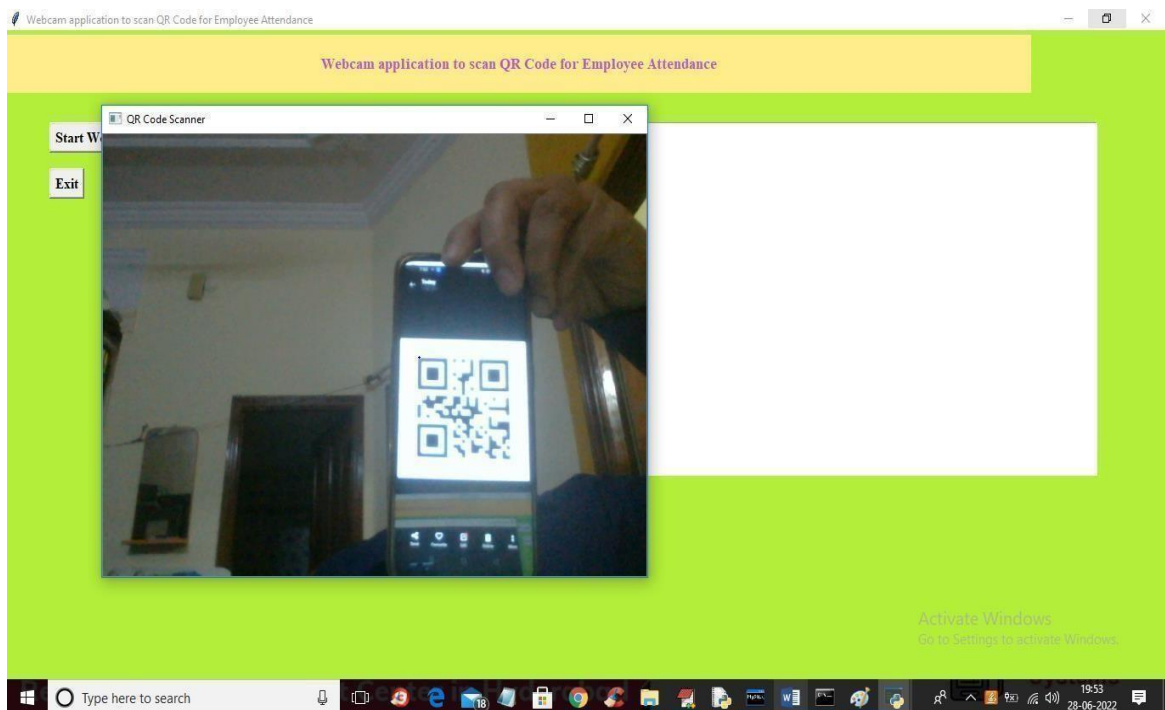 Webcam application to scan QR Code for Employee Attendance
Webcam application to scan QR Code for Employee Attendance
QR Code Scanner
Start W
Exit
Today
Activate Windows
Go to Settings to activate Windows.
Type here to search
18
19:53
28-06-2022